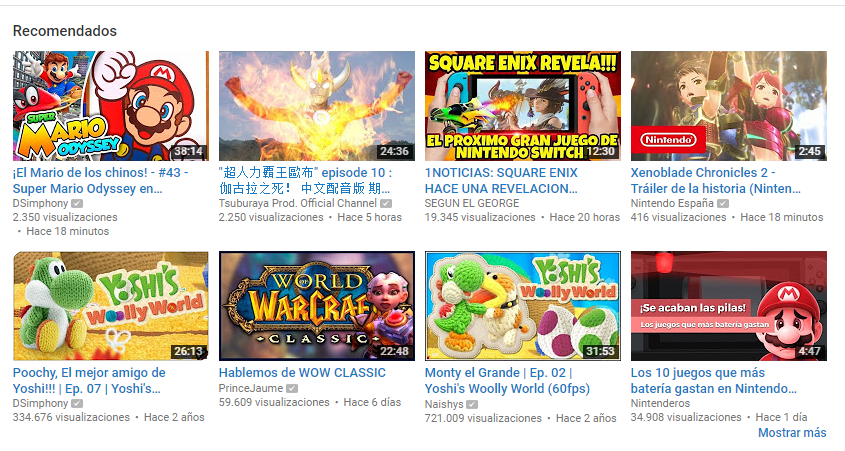 Recomendados
SUPER
MARIO
ODYSSEY
38:14
24:36
SQUARE ENIX REVELA!!!
EL PROXIMO GRAN JUEGO DE
NINTENDO SWITCH
12:30
Nintendo
2:45
¡El Mario de los chinos! - #43 -
Super Mario Odyssey en...
DSimphony
2.350 visualizaciones
• Hace 18 minutos
"超人力霸王歐布" episode 10 :
伽古拉之死！ 中文配音版 期...
Tsuburaya Prod. Official Channel
2.250 visualizaciones • Hace 5 horas
1NOTICIAS: SQUARE ENIX
HACE UNA REVELACION...
SEGUN EL GEORGE
19.345 visualizaciones • Hace 20 horas
Xenoblade Chronicles 2 -
Tráiler de la historia (Ninten...
Nintendo España
416 visualizaciones • Hace 18 minutos
YOSHI'S
Woolly World
26:13
WORLD
OF
WARCRAFT
CLASSIC
22:48
YOSHI'S
Woolly World
31:53
¡Se acaban las pilas!
Los juegos que más batería gastan
4:47
Poochy, El mejor amigo de
Yoshi!!! | Ep. 07 | Yoshi's...
DSimphony
334.676 visualizaciones • Hace 2 años
Hablemos de WOW CLASSIC
PrinceJaume
59.609 visualizaciones • Hace 6 días
Monty el Grande | Ep. 02 |
Yoshi's Woolly World (60fps)
Naishys
721.009 visualizaciones • Hace 2 años
Los 10 juegos que más
batería gastan en Nintendo...
Nintenderos
34.908 visualizaciones • Hace 1 día
Mostrar más